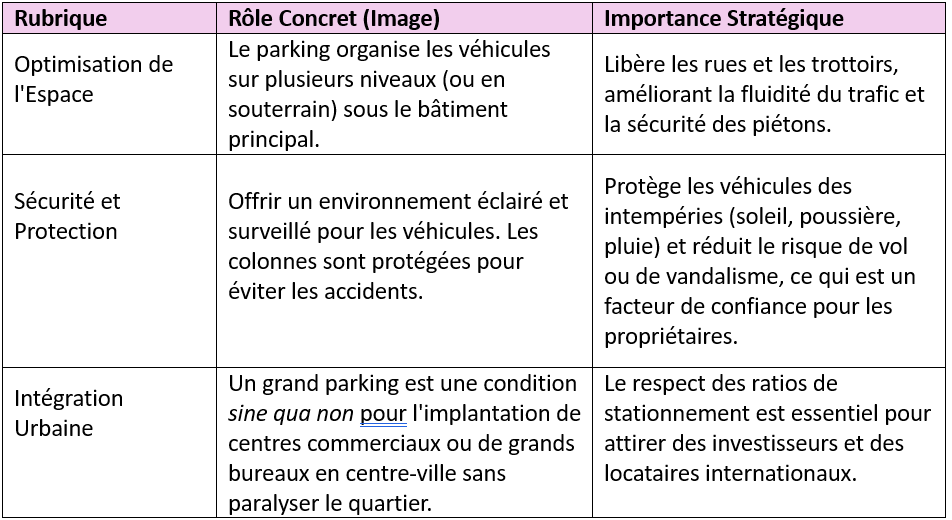 Rubrique
Rôle Concret (Image)
Importance Stratégique
Optimisation de
l'Espace
Le parking organise les véhicules
sur plusieurs niveaux (ou en
souterrain) sous le bâtiment
principal.
Libère les rues et les trottoirs,
améliorant la fluidité du trafic et
la sécurité des piétons.
Sécurité et
Protection
Offrir un environnement éclairé et
surveillé pour les véhicules. Les
colonnes sont protégées pour
éviter les accidents.
Protège les véhicules des
intempéries (soleil, poussière,
pluie) et réduit le risque de vol
ou de vandalisme, ce qui est un
facteur de confiance pour les
propriétaires.
Intégration
Urbaine
Un grand parking est une condition
sine qua non pour l'implantation de
centres commerciaux ou de grands
bureaux en centre-ville sans
paralyser le quartier.
Le respect des ratios de
stationnement est essentiel pour
attirer des investisseurs et des
locataires internationaux.